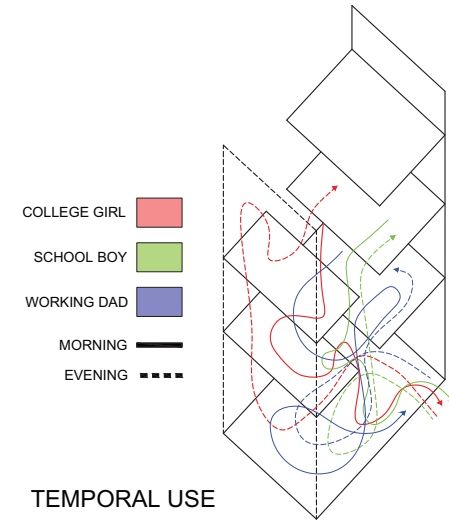 COLLEGE GIRL
SCHOOL BOY
WORKING DAD
MORNING
EVENING
TEMPORAL USE